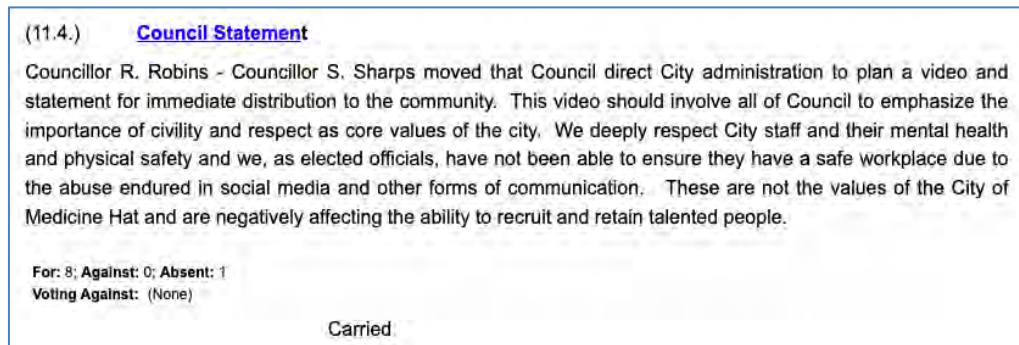 (11.4.) Council Statement
Councillor R. Robins - Councillor S. Sharps moved that Council direct City administration to plan a video and
statement for immediate distribution to the community. This video should involve all of Council to emphasize the
importance of civility and respect as core values of the city. We deeply respect City staff and their mental health
and physical safety and we, as elected officials, have not been able to ensure they have a safe workplace due to
the abuse endured in social media and other forms of communication. These are not the values of the City of
Medicine Hat and are negatively affecting the ability to recruit and retain talented people.
For: 8; Against: 0; Absent: 1
Voting Against: (None)
Carried